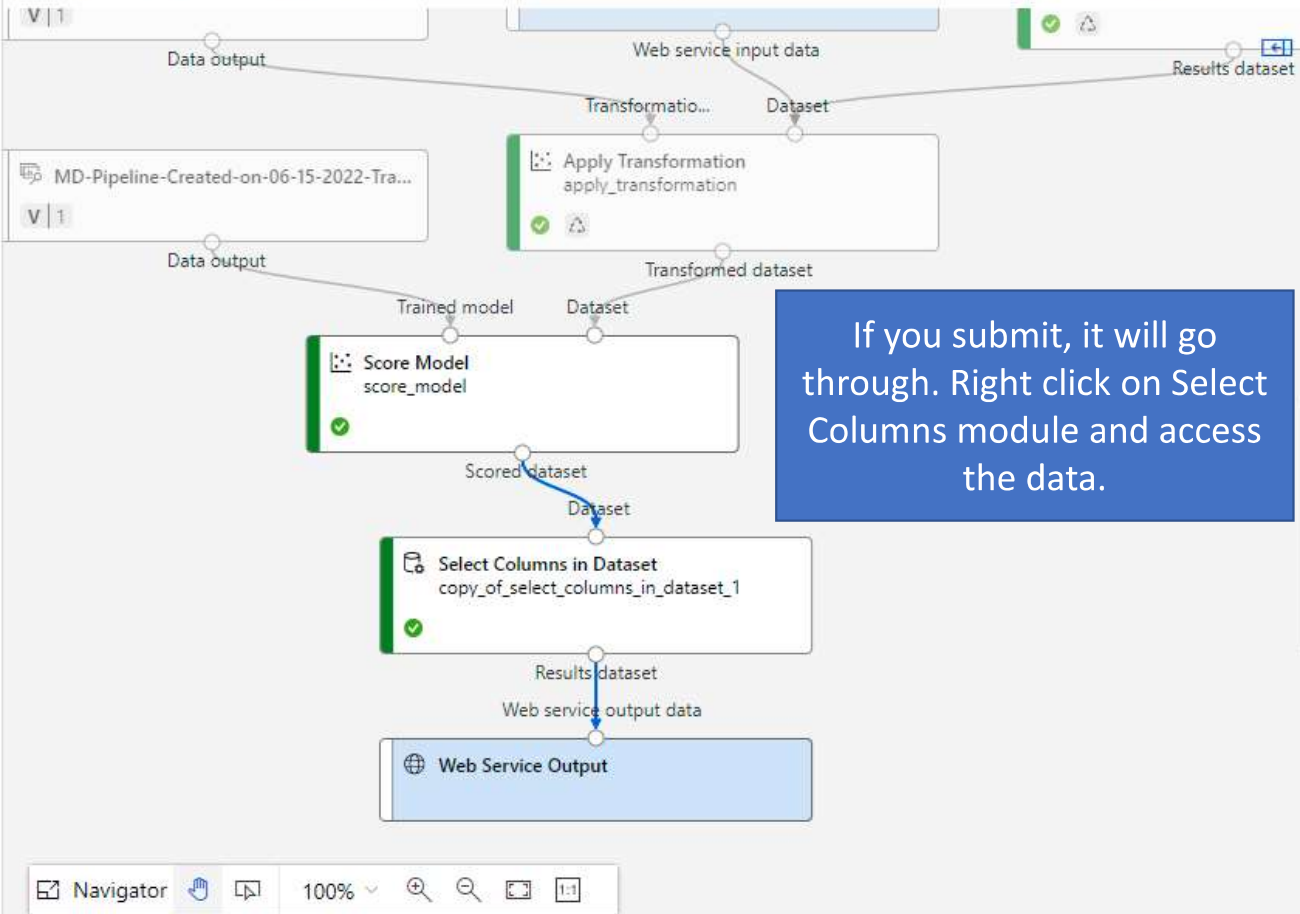 V | 1
Data output
Web service input data
Results dataset
Transformatio...
Dataset
MD-Pipeline-Created-on-06-15-2022-Tra...
V | 1
Apply Transformation
apply_transformation
Data output
Transformed dataset
Trained model
Dataset
Score Model
score_model
If you submit, it will go
through. Right click on Select
Columns module and access
the data.
Scored dataset
Dataset
Select Columns in Dataset
copy_of_select_columns_in_dataset_1
Results dataset
Web service output data
Web Service Output
Navigator
100%
1:1